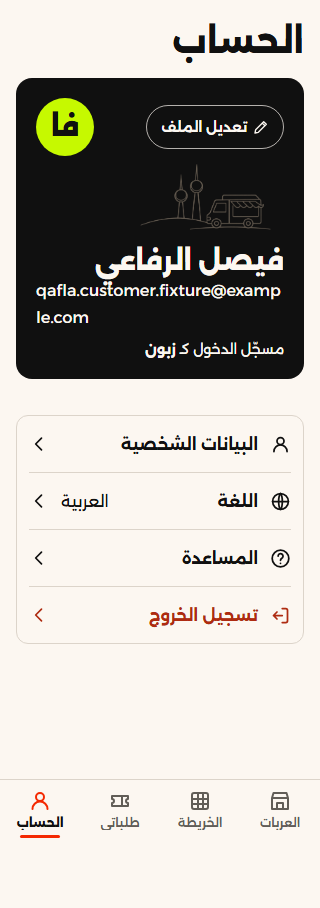 الحساب
تعديل الملف
فا
فيصل الرفاعي
qafla.customer.fixture@examp
le.com
مسجّل الدخول كـ زبون
البيانات الشخصية
اللغة العربية
المساعدة
تسجيل الخروج
العربات الخريطة طلباتي الحساب